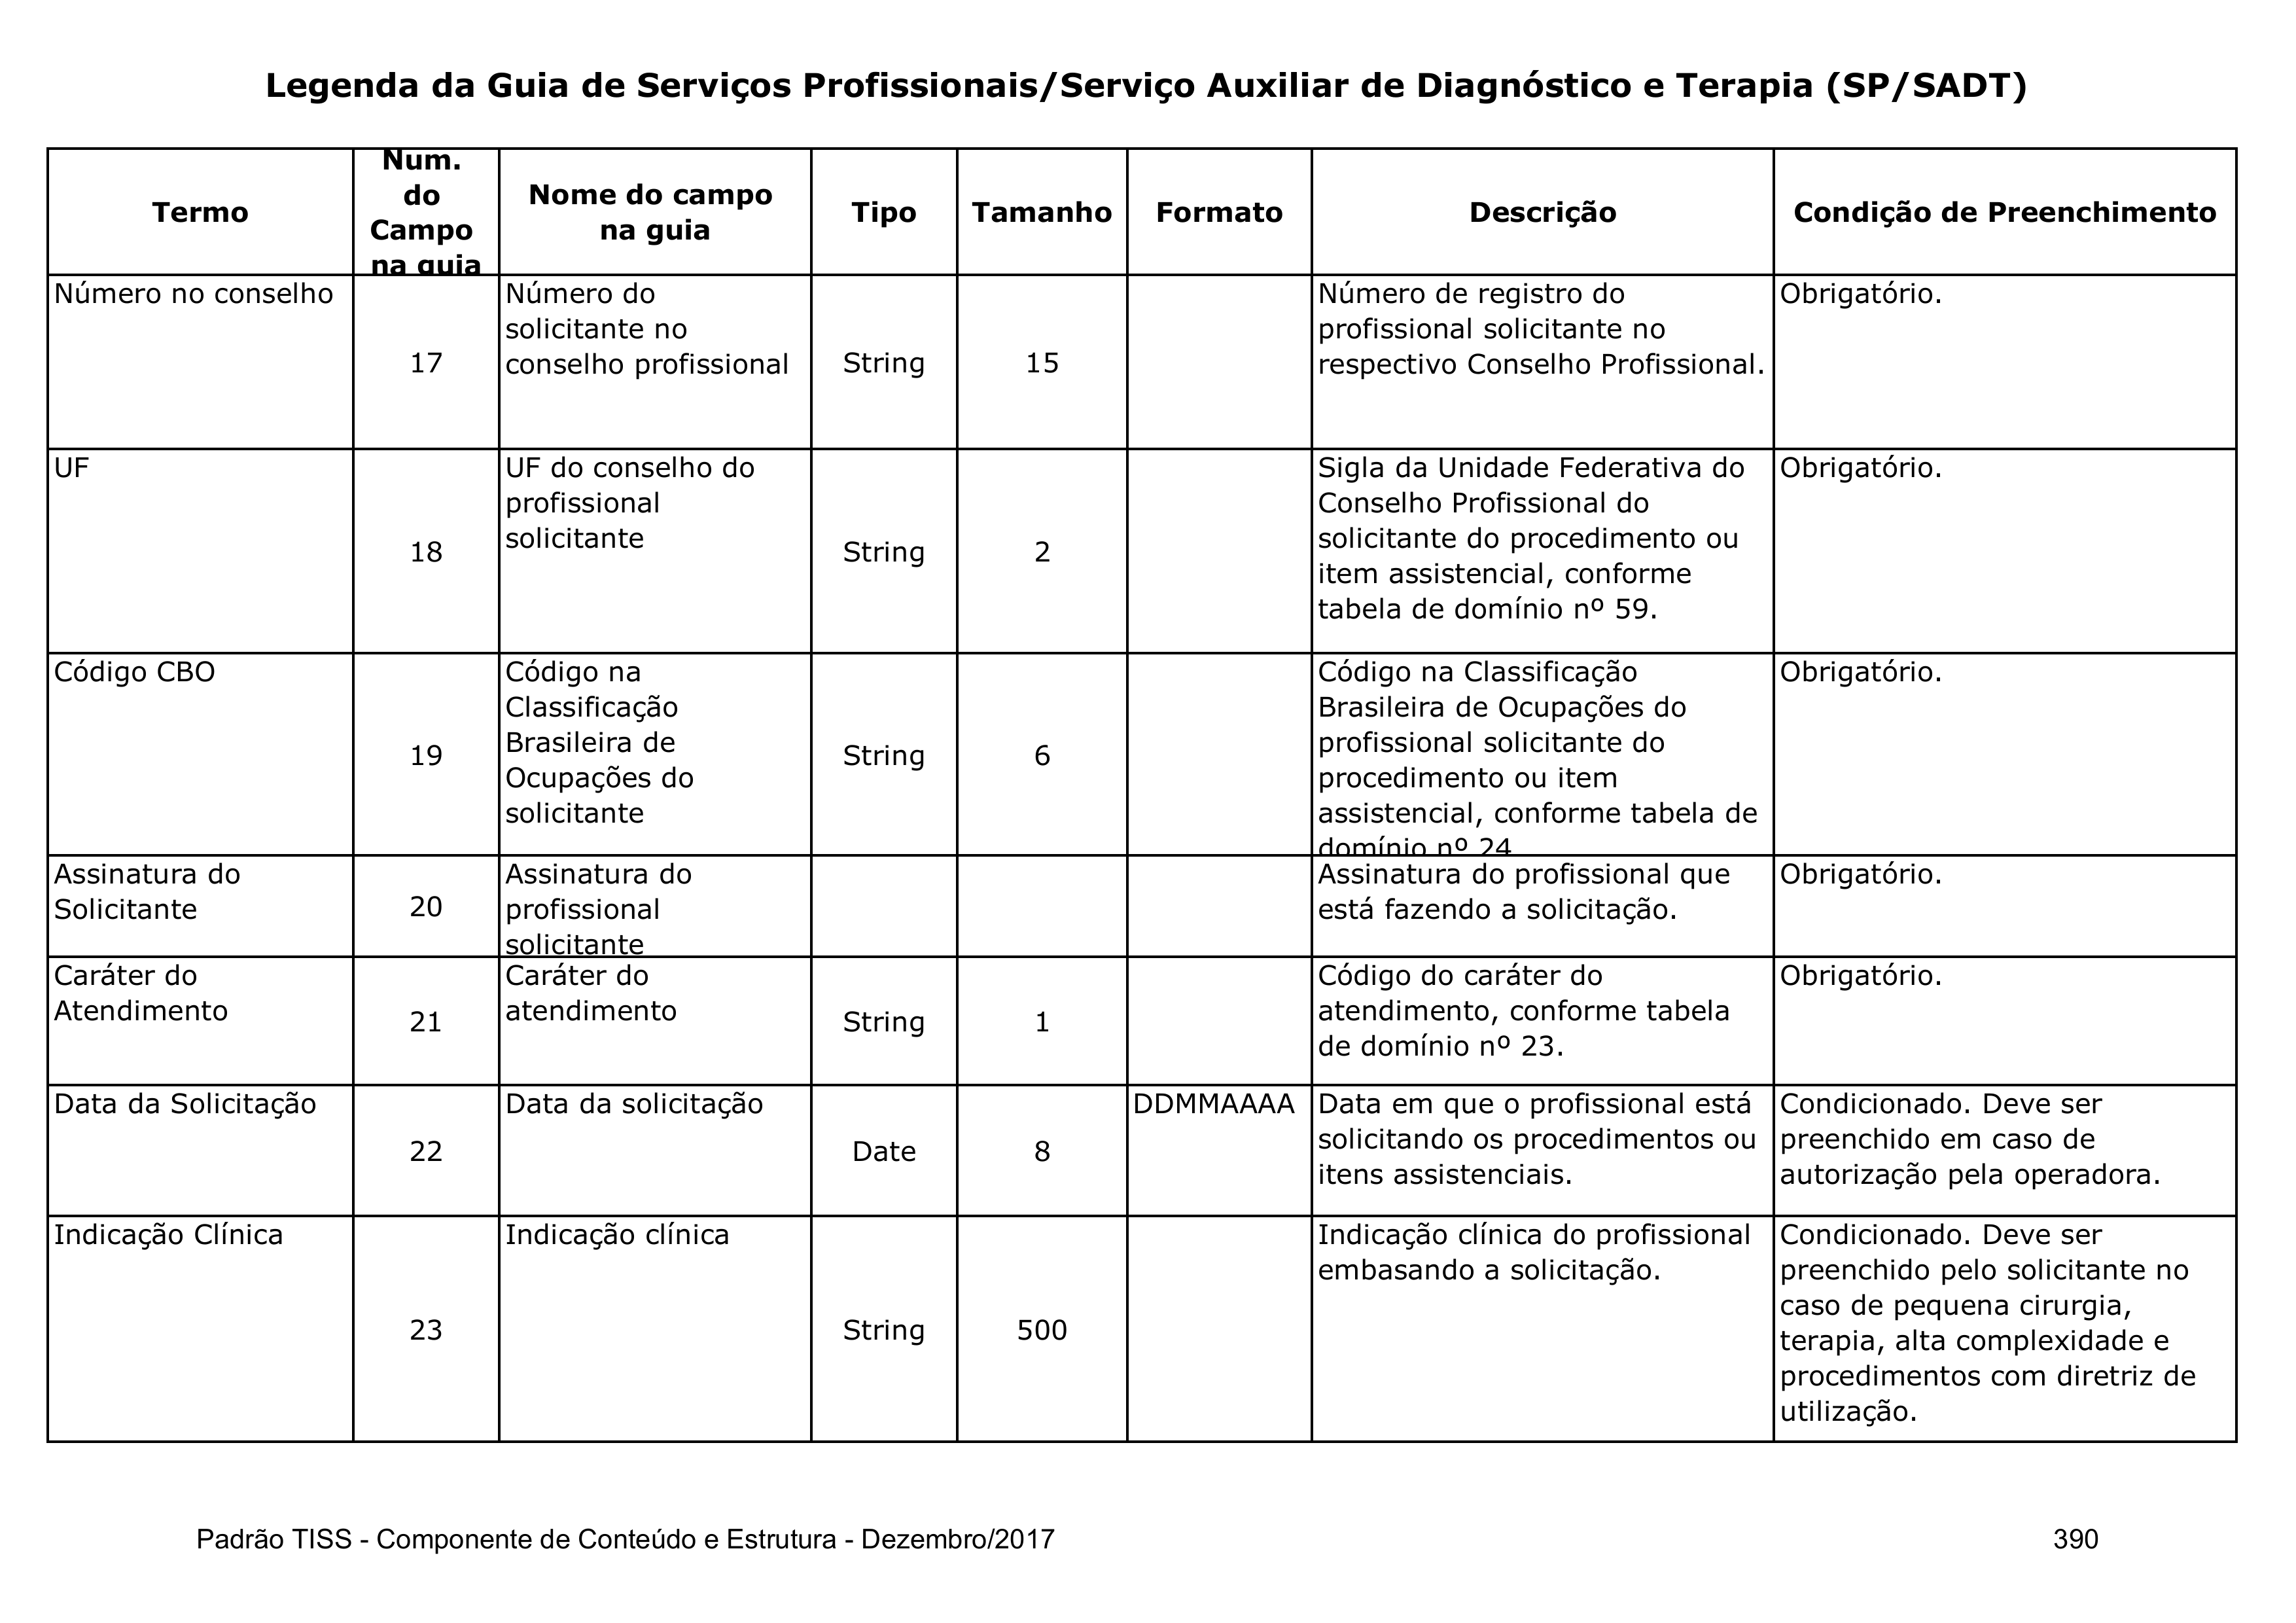 Legenda da Guia de Serviços Profissionais/Serviço Auxiliar de Diagnóstico e Terapia (SP/SADT)
Termo
Num.
do
Campo
na guia
Nome do campo
na guia
Tipo
Tamanho
Formato
Descrição
Condição de Preenchimento
Número no conselho
17
Número do
solicitante no
conselho profissional
String
15
Número de registro do
profissional solicitante no
respectivo Conselho Profissional.
Obrigatório.
UF
18
UF do conselho do
profissional
solicitante
String
2
Sigla da Unidade Federativa do
Conselho Profissional do
solicitante do procedimento ou
item assistencial, conforme
tabela de domínio nº 59.
Obrigatório.
Código CBO
19
Código na
Classificação
Brasileira de
Ocupações do
solicitante
String
6
Código na Classificação
Brasileira de Ocupações do
profissional solicitante do
procedimento ou item
assistencial, conforme tabela de
domínio nº 24
Obrigatório.
Assinatura do
Solicitante
20
Assinatura do
profissional
solicitante
Assinatura do profissional que
está fazendo a solicitação.
Obrigatório.
Caráter do
Atendimento
21
Caráter do
atendimento
String
1
Código do caráter do
atendimento, conforme tabela
de domínio nº 23.
Obrigatório.
Data da Solicitação
22
Data da solicitação
Date
8
DDMMAAAA
Data em que o profissional está
solicitando os procedimentos ou
itens assistenciais.
Condicionado. Deve ser
preenchido em caso de
autorização pela operadora.
Indicação Clínica
23
Indicação clínica
String
500
Indicação clínica do profissional
embasando a solicitação.
Condicionado. Deve ser
preenchido pelo solicitante no
caso de pequena cirurgia,
terapia, alta complexidade e
procedimentos com diretriz de
utilização.
Padrão TISS - Componente de Conteúdo e Estrutura - Dezembro/2017
390